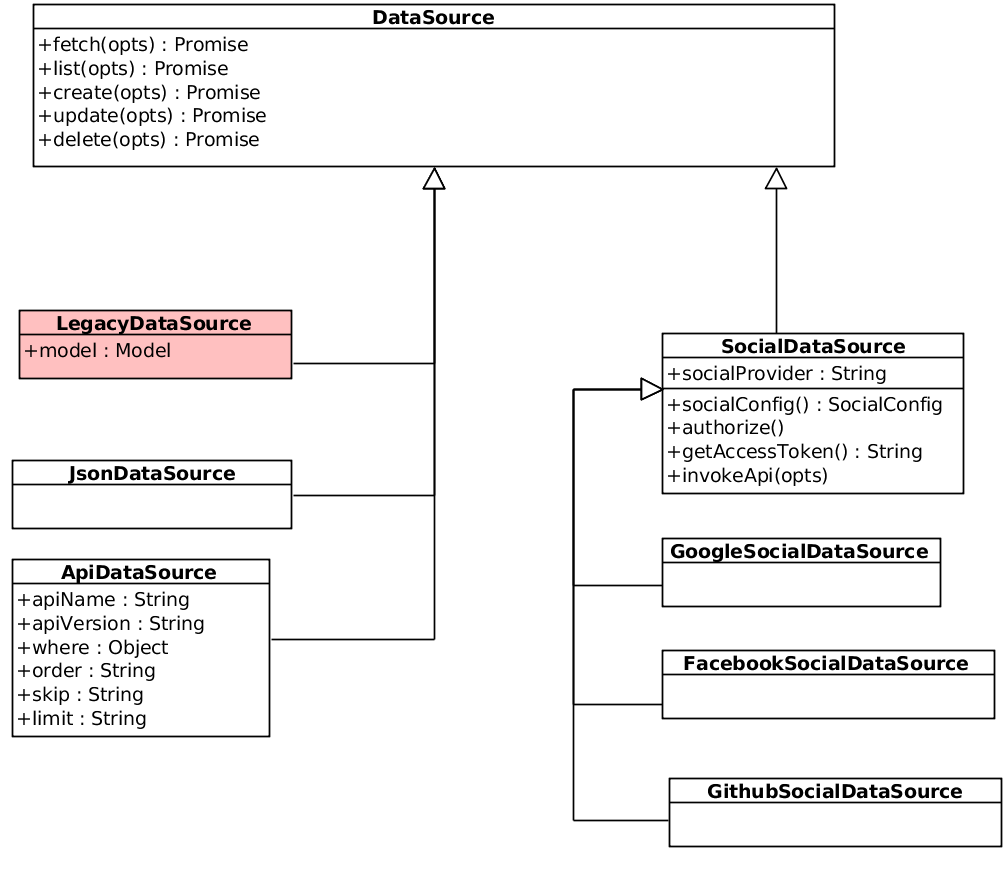 DataSource
+fetch(opts) : Promise
+list(opts) : Promise
+create(opts) : Promise
+update(opts) : Promise
+delete(opts) : Promise
LegacyDataSource
+model : Model
JsonDataSource
ApiDataSource
+apiName : String
+apiVersion : String
+where : Object
+order : String
+skip : String
+limit : String
SocialDataSource
+socialProvider : String
+socialConfig() : SocialConfig
+authorize()
+getAccessToken() : String
+invokeApi(opts)
GoogleSocialDataSource
FacebookSocialDataSource
GithubSocialDataSource